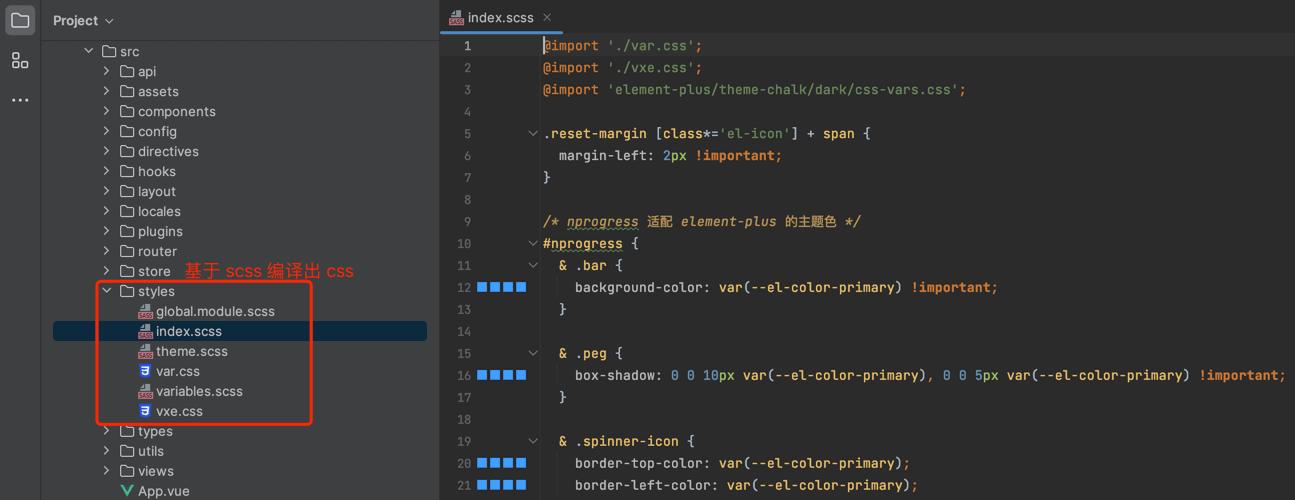 Project
src
api
assets
components
config
directives
hooks
layout
locales
plugins
router
store 基于 scss 编译出 css
styles
global.module.scss
index.scss
theme.scss
var.css
variables.scss
vxe.css
types
utils
views
App.vue
index.scss
1 @import './var.css';
2 @import './vxe.css';
3 @import 'element-plus/theme-chalk/dark/css-vars.css';
4
5 .reset-margin [class*='el-icon'] + span {
6 margin-left: 2px !important;
7 }
8
9 /* nprogress 适配 element-plus 的主题色 */
10 #nprogress {
11 & .bar {
12 background-color: var(--el-color-primary) !important;
13 }
14
15 & .peg {
16 box-shadow: 0 0 10px var(--el-color-primary), 0 0 5px var(--el-color-primary) !important;
17 }
18
19 & .spinner-icon {
20 border-top-color: var(--el-color-primary);
21 border-left-color: var(--el-color-primary);